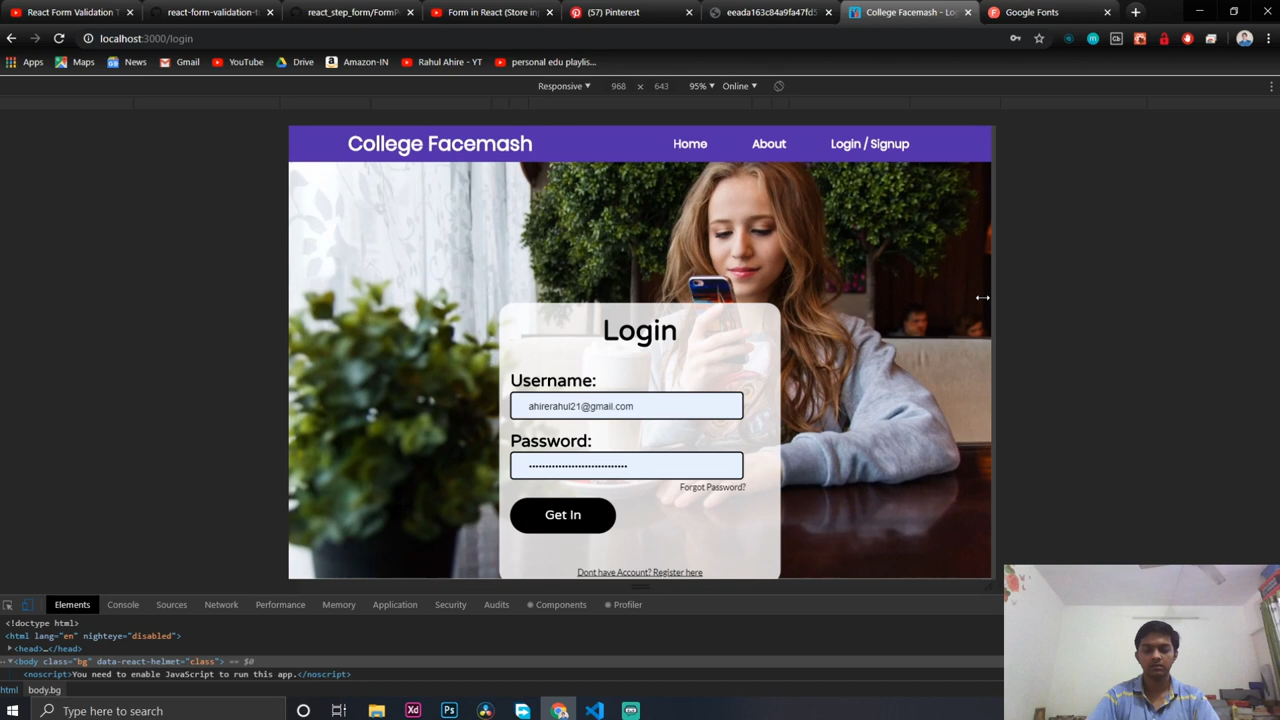 React Form Validation T
react-form-validation-t
react_step_form/FormP
Form in React (Store in
(57) Pinterest
eeada163c84a9fa47fd5
College Facemash - Lo
Google Fonts
localhost:3000/login
Apps
Maps
News
Gmail
YouTube
Drive
Amazon-IN
Rahul Ahire - YT
personal edu playlis...
Responsive
968 × 643
95%
Online
College Facemash
Home
About
Login / Signup
Login
Username:
ahirerahul21@gmail.com
Password:
Forgot Password?
Get In
Dont have Account? Register here
Elements
Console
Sources
Network
Performance
Memory
Application
Security
Audits
Components
Profiler
<!doctype html>
<html lang="en" nighteye="disabled">
<head>…</head>
<body class="bg" data-react-helmet="class"> == $0
<noscript>You need to enable JavaScript to run this app.</noscript>
html
body.bg
Type here to search
Xd
Ps